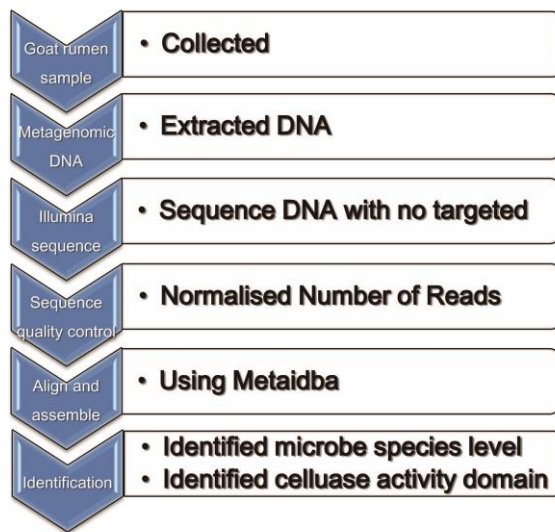 Goat rumen
sample
• Collected
Metagenomic
DNA
• Extracted DNA
Illumina
sequence
• Sequence DNA with no targeted
Sequence
quality control
• Normalised Number of Reads
Align and
assemble
• Using Metaidba
Identification
• Identified microbe species level
• Identified celluase activity domain